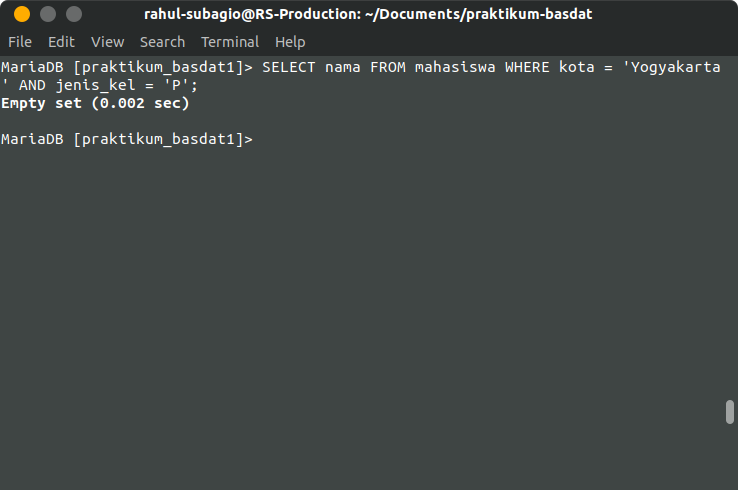 rahul-subagio@RS-Production: ~/Documents/praktikum-basdat
File Edit View Search Terminal Help
MariaDB [praktikum_basdat1]> SELECT nama FROM mahasiswa WHERE kota = 'Yogyakarta
' AND jenis_kel = 'P';
Empty set (0.002 sec)
MariaDB [praktikum_basdat1]>